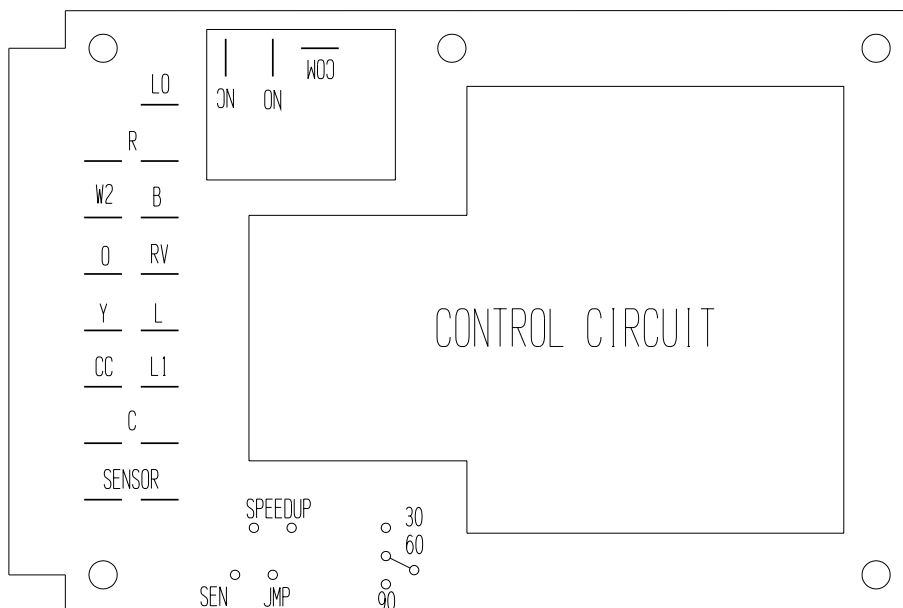 LO
NC NO COM
R
W2 B
O RV
Y L
CC L1
C
SENSOR
CONTROL CIRCUIT
SPEEDUP
30
60
90
SEN JMP